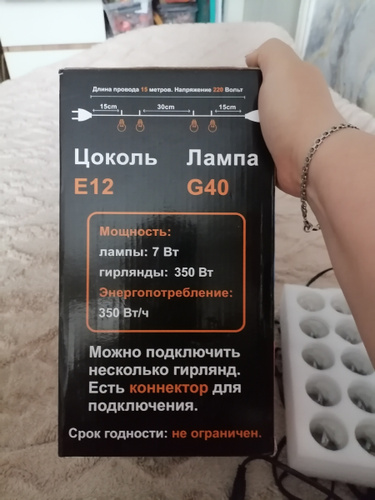 Длина провода 15 метров. Напряжение 220 Вольт
15cm 30cm 15cm
Цоколь Лампа
E12 G40
Мощность:
лампы: 7 Вт
гирлянды: 350 Вт
Энергопотребление:
350 Вт/ч
Можно подключить
несколько гирлянд.
Есть коннектор для
подключения.
Срок годности: не ограничен.